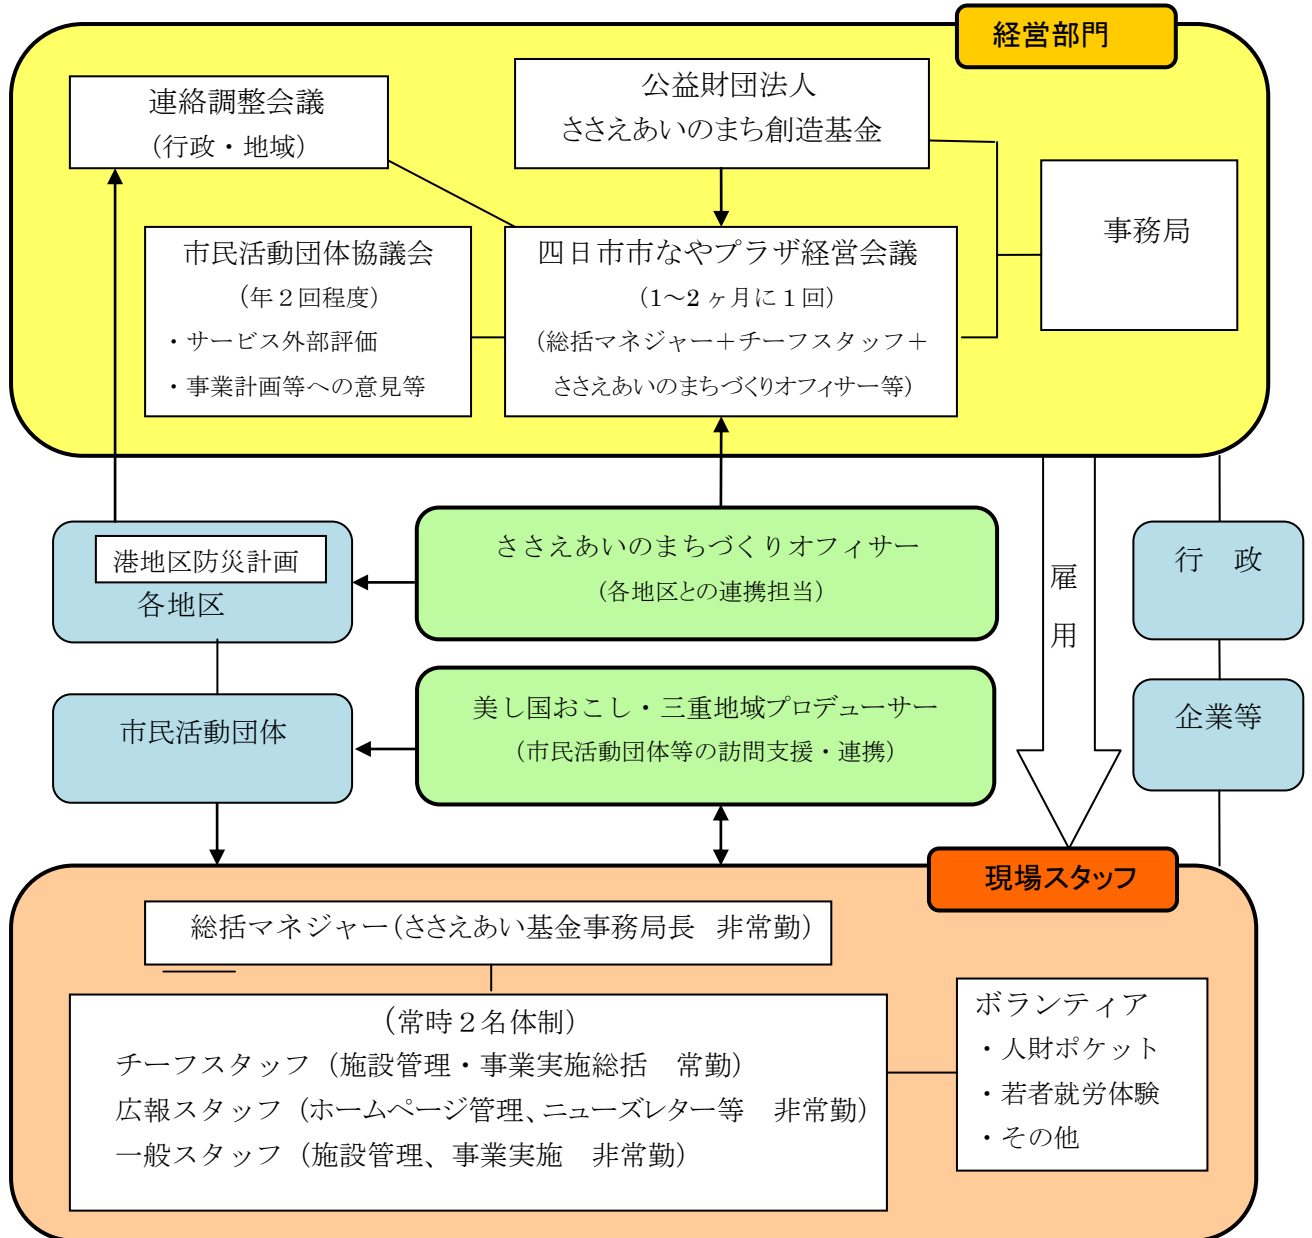 経営部門
連絡調整会議
(行政・地域)
公益財団法人
ささえあいのまち創造基金
事務局
市民活動団体協議会
(年２回程度)
・サービス外部評価
・事業計画等への意見等
四日市市なやプラザ経営会議
(1～2 ヶ月に１回)
(総括マネジャー＋チーフスタッフ＋
ささえあいのまちづくりオフィサー等)
港地区防災計画
各地区
ささえあいのまちづくりオフィサー
(各地区との連携担当)
雇
用
行　政
市民活動団体
美し国おこし・三重地域プロデューサー
(市民活動団体等の訪問支援・連携)
企業等
現場スタッフ
総括マネジャー(ささえあい基金事務局長　非常勤)
(常時２名体制)
チーフスタッフ（施設管理・事業実施総括　常勤)
広報スタッフ（ホームページ管理、ニューズレター等　非常勤)
一般スタッフ（施設管理、事業実施　非常勤)
ボランティア
・人財ポケット
・若者就労体験
・その他